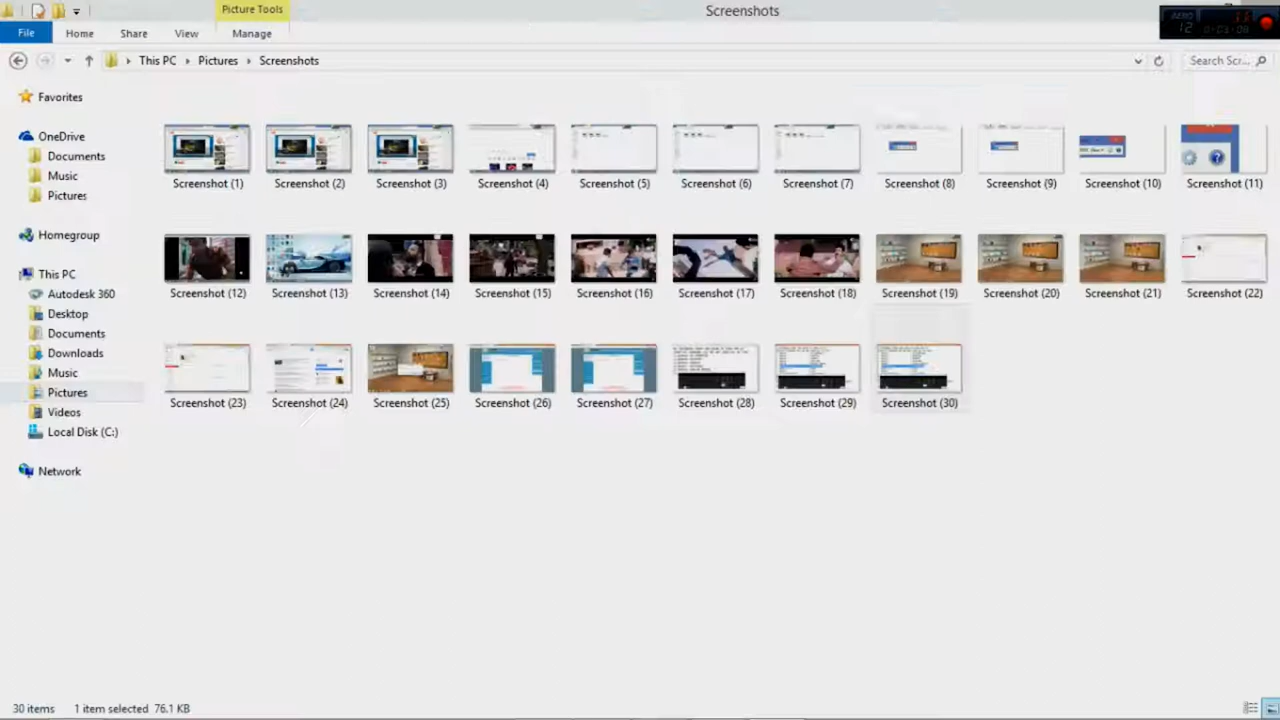 Picture Tools
Screenshots
File
Home
Share
View
Manage
This PC
Pictures
Screenshots
Search Scr...
Favorites
OneDrive
Documents
Music
Pictures
Homegroup
This PC
Autodesk 360
Desktop
Documents
Downloads
Music
Pictures
Videos
Local Disk (C:)
Network
Screenshot (1)
Screenshot (2)
Screenshot (3)
Screenshot (4)
Screenshot (5)
Screenshot (6)
Screenshot (7)
Screenshot (8)
Screenshot (9)
Screenshot (10)
Screenshot (11)
Screenshot (12)
Screenshot (13)
Screenshot (14)
Screenshot (15)
Screenshot (16)
Screenshot (17)
Screenshot (18)
Screenshot (19)
Screenshot (20)
Screenshot (21)
Screenshot (22)
Screenshot (23)
Screenshot (24)
Screenshot (25)
Screenshot (26)
Screenshot (27)
Screenshot (28)
Screenshot (29)
Screenshot (30)
30 items
1 item selected 76.1 KB